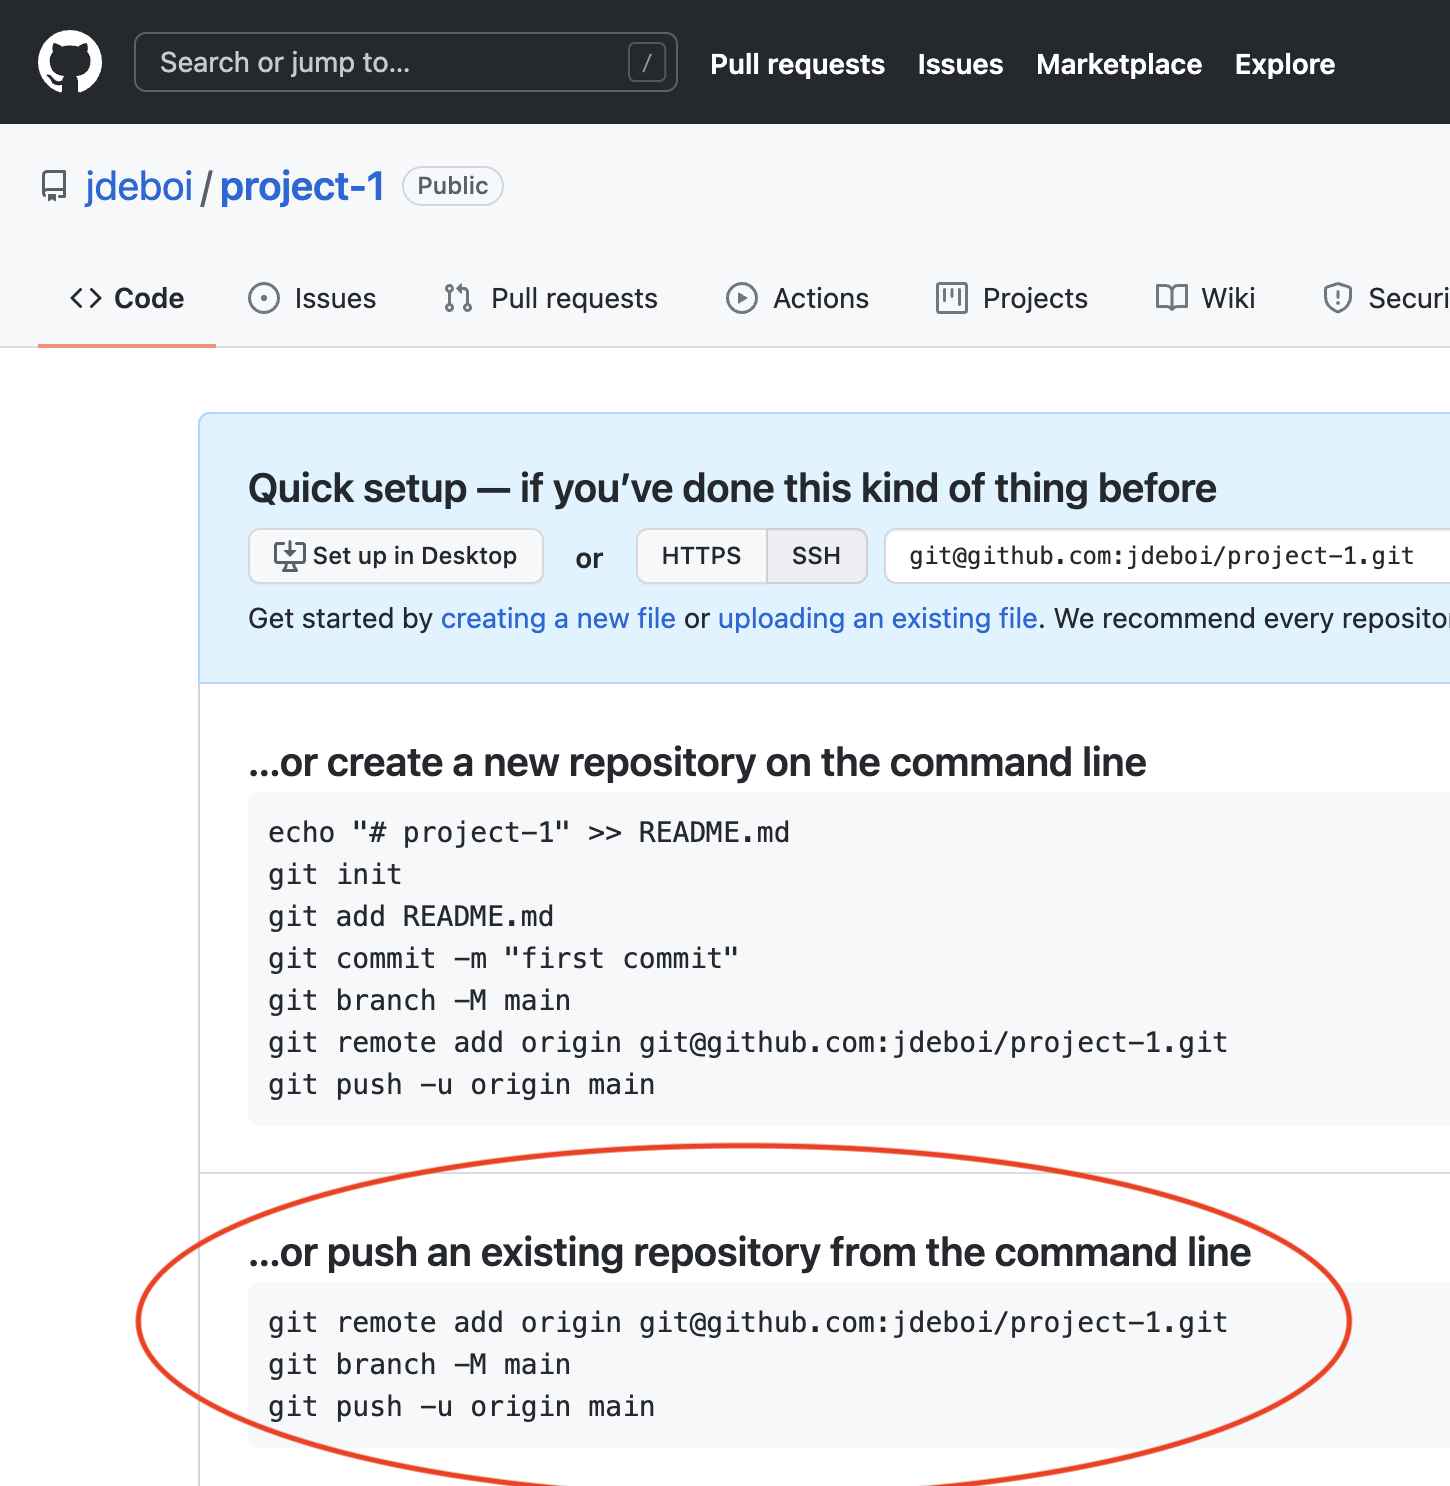 Search or jump to... / Pull requests Issues Marketplace Explore
jdeboi / project-1 Public
<> Code Issues Pull requests Actions Projects Wiki Securi
Quick setup — if you’ve done this kind of thing before
Set up in Desktop or HTTPS SSH git@github.com:jdeboi/project-1.git
Get started by creating a new file or uploading an existing file. We recommend every reposito
…or create a new repository on the command line
echo "# project-1" >> README.md
git init
git add README.md
git commit -m "first commit"
git branch -M main
git remote add origin git@github.com:jdeboi/project-1.git
git push -u origin main
…or push an existing repository from the command line
git remote add origin git@github.com:jdeboi/project-1.git
git branch -M main
git push -u origin main